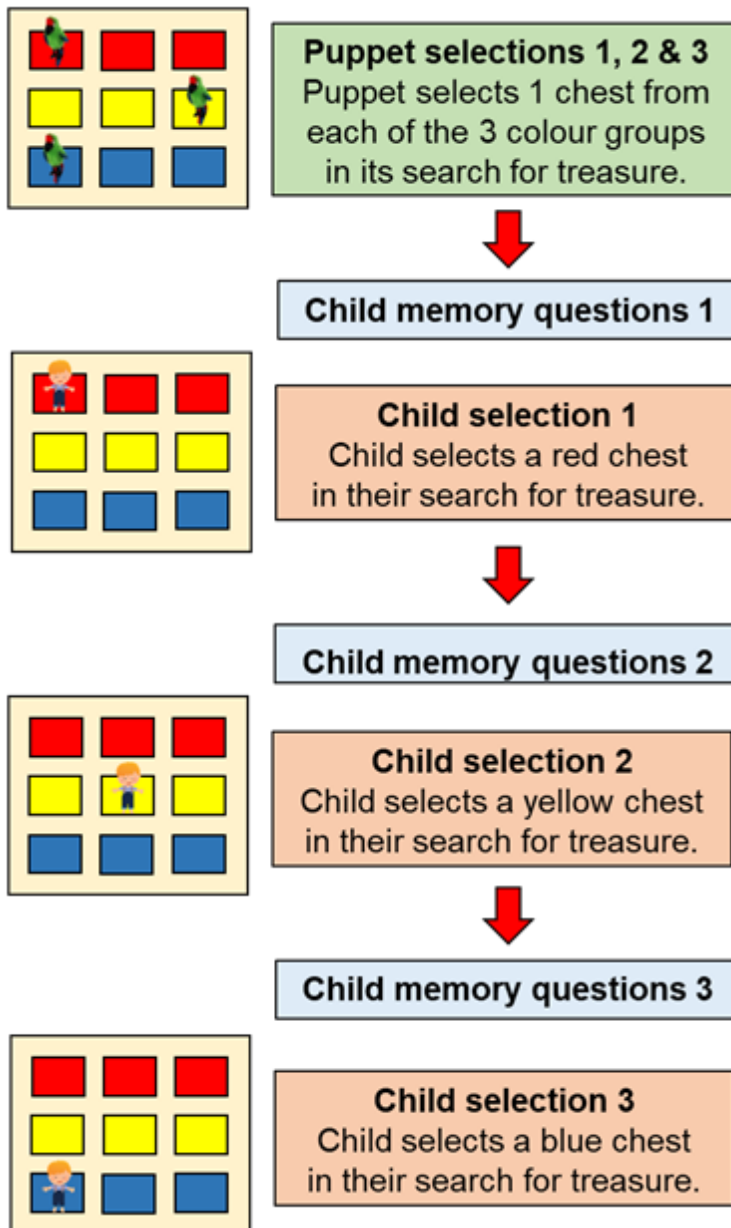 Puppet selections 1, 2 & 3
Puppet selects 1 chest from
each of the 3 colour groups
in its search for treasure.
Child memory questions 1
Child selection 1
Child selects a red chest
in their search for treasure.
Child memory questions 2
Child selection 2
Child selects a yellow chest
in their search for treasure.
Child memory questions 3
Child selection 3
Child selects a blue chest
in their search for treasure.